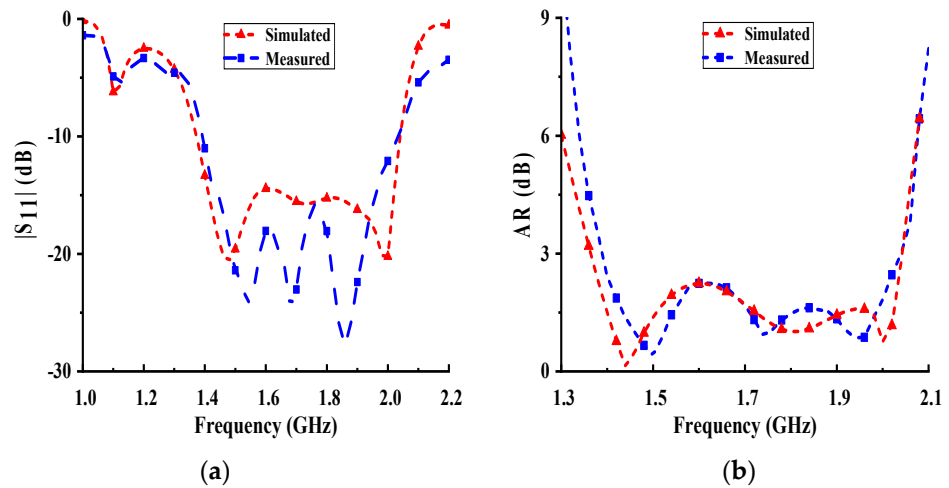 0
-10
-20
-30
|S11| (dB)
1.0 1.2 1.4 1.6 1.8 2.0 2.2
Frequency (GHz)
Simulated
Measured
(a)
9
6
3
0
AR (dB)
1.3 1.5 1.7 1.9 2.1
Frequency (GHz)
Simulated
Measured
(b)